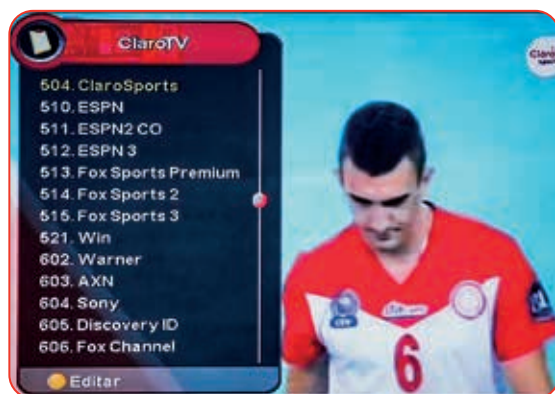 ClaroTV
504. ClaroSports
510. ESPN
511. ESPN2 CO
512. ESPN 3
513. Fox Sports Premium
514. Fox Sports 2
515. Fox Sports 3
521. Win
602. Warner
603. AXN
604. Sony
605. Discovery ID
606. Fox Channel
Editar
Claro
CEV
6